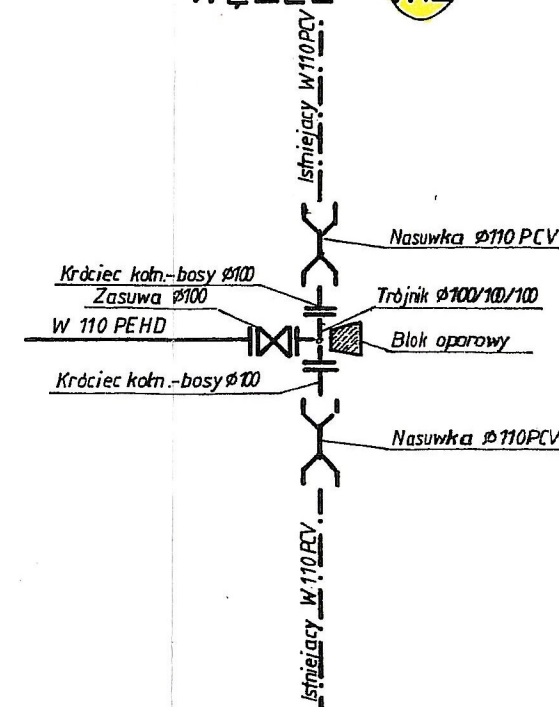 Istniejący W110PCV
Nasuwka Ø110 PCV
Króciec kołn.-bosy Ø100
Zasuwa Ø100
Trójnik Ø100/100/100
W 110 PEHD
Blok oporowy
Króciec kołn.-bosy Ø100
Nasuwka Ø110PCV
Istniejący W110PCV